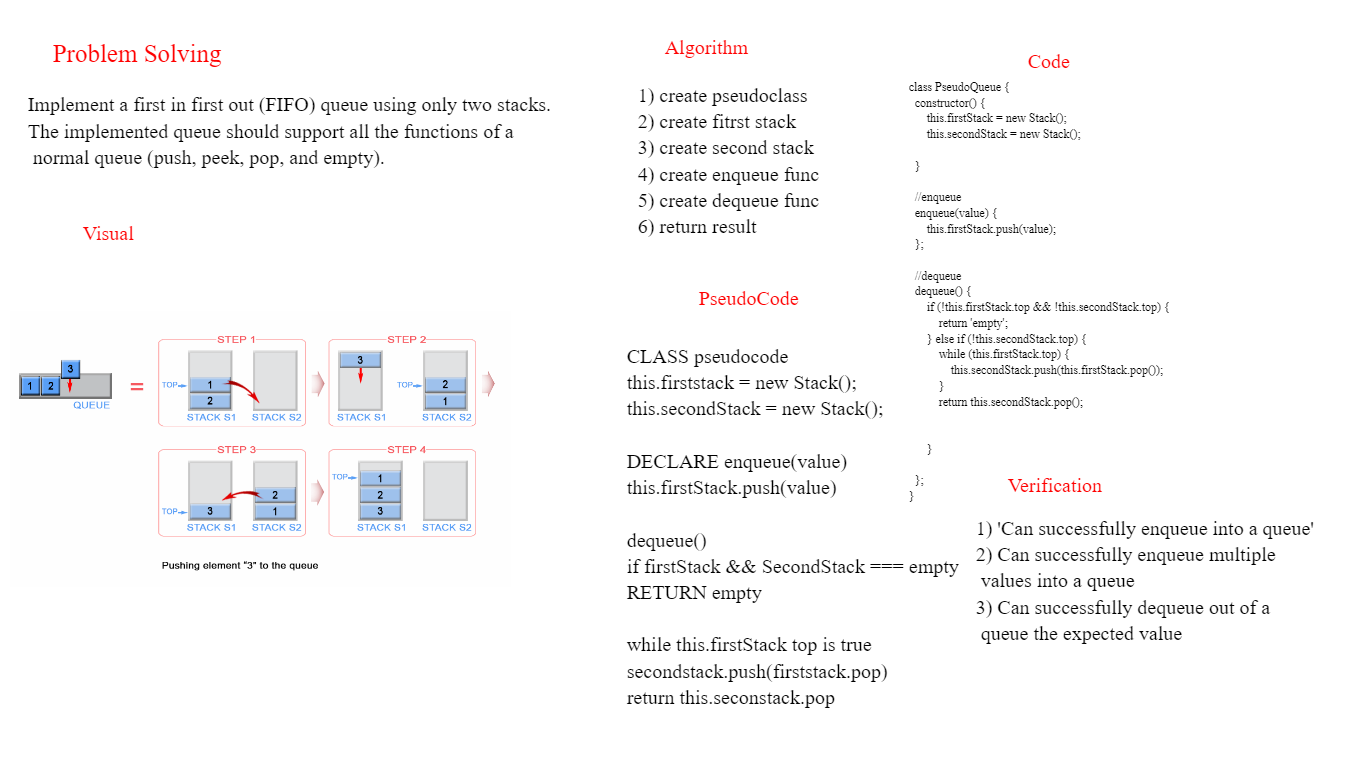 Problem Solving
Implement a first in first out (FIFO) queue using only two stacks.
The implemented queue should support all the functions of a
normal queue (push, peek, pop, and empty).
Visual
3
1 2
QUEUE
=
STEP 1
TOP
1
2
STACK S1 STACK S2
STEP 2
3
TOP
2
1
STACK S1 STACK S2
STEP 3
2
TOP
3 1
STACK S1 STACK S2
STEP 4
TOP
1
2
3
STACK S1 STACK S2
Pushing element "3" to the queue
Algorithm
1) create pseudoclass
2) create fitrst stack
3) create second stack
4) create enqueue func
5) create dequeue func
6) return result
PseudoCode
CLASS pseudocode
this.firststack = new Stack();
this.secondStack = new Stack();
DECLARE enqueue(value)
this.firstStack.push(value)
dequeue()
if firstStack && SecondStack === empty
RETURN empty
while this.firstStack top is true
secondstack.push(firststack.pop)
return this.seconstack.pop
Code
class PseudoQueue {
constructor() {
this.firstStack = new Stack();
this.secondStack = new Stack();
}
//enqueue
enqueue(value) {
this.firstStack.push(value);
};
//dequeue
dequeue() {
if (!this.firstStack.top && !this.secondStack.top) {
return 'empty';
} else if (!this.secondStack.top) {
while (this.firstStack.top) {
this.secondStack.push(this.firstStack.pop());
}
return this.secondStack.pop();
}
};
}
Verification
1) 'Can successfully enqueue into a queue'
2) Can successfully enqueue multiple
values into a queue
3) Can successfully dequeue out of a
queue the expected value